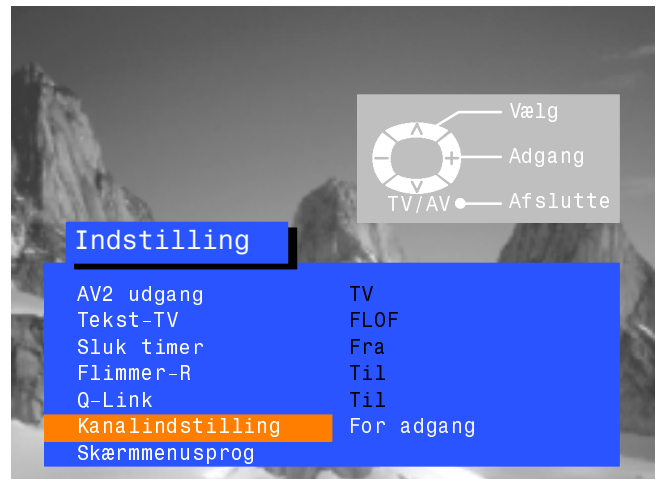 Vælg
Adgang
TV/AV Afslutte
Indstilling
AV2 udgang TV
Tekst-TV FLOF
Sluk timer Fra
Flimmer-R Til
Q-Link Til
Kanalindstilling For adgang
Skærmmenusprog